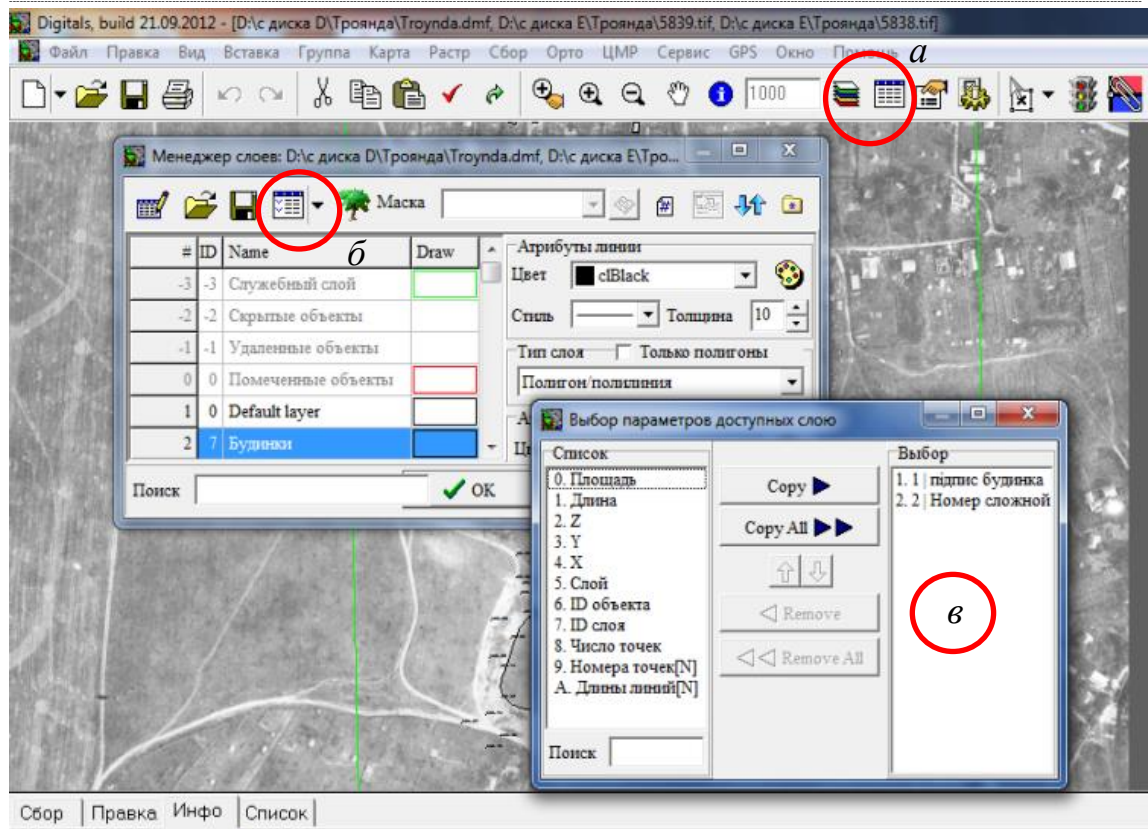 Digitals, build 21.09.2012 - [D:\с диска D\Троянда\Troynda.dmf, D:\с диска E\Троянда\5839.tif, D:\с диска E\Троянда\5838.tif]
Файл Правка Вид Вставка Группа Карта Растр Сбор Орто ЦМР Сервис GPS Окно Помощь
а
1000
Менеджер слоев: D:\с диска D\Троянда\Troynda.dmf, D:\с диска E\Тро...
Маска
б
# ID Name Draw
-3 -3 Служебный слой
-2 -2 Скрытые объекты
-1 -1 Удаленные объекты
0 0 Помеченные объекты
1 0 Default layer
2 7 Будинки
Атрибуты линии
Цвет clBlack
Стиль Толщина 10
Тип слоя Только полигоны
Полигон/полилиния
Поиск
OK
Выбор параметров доступных слою
Список
0. Площадь
1. Длина
2. Z
3. Y
4. X
5. Слой
6. ID объекта
7. ID слоя
8. Число точек
9. Номера точек[N]
A. Длины линий[N]
Поиск
Copy
Copy All
Remove
Remove All
Выбор
1. 1 | підпис будинка
2. 2 | Номер сложной
в
Сбор Правка Инфо Список